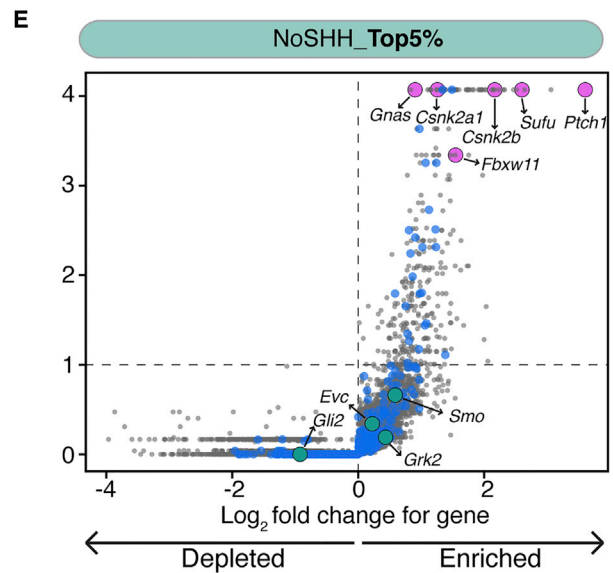 E
NoSHH_Top5%
4
3
2
1
0
Gnas
Csnk2a1
Csnk2b
Sufu
Ptch1
Fbxw11
Evc
Gli2
Smo
Grk2
-4 -2 0 2
Log2 fold change for gene
Depleted Enriched